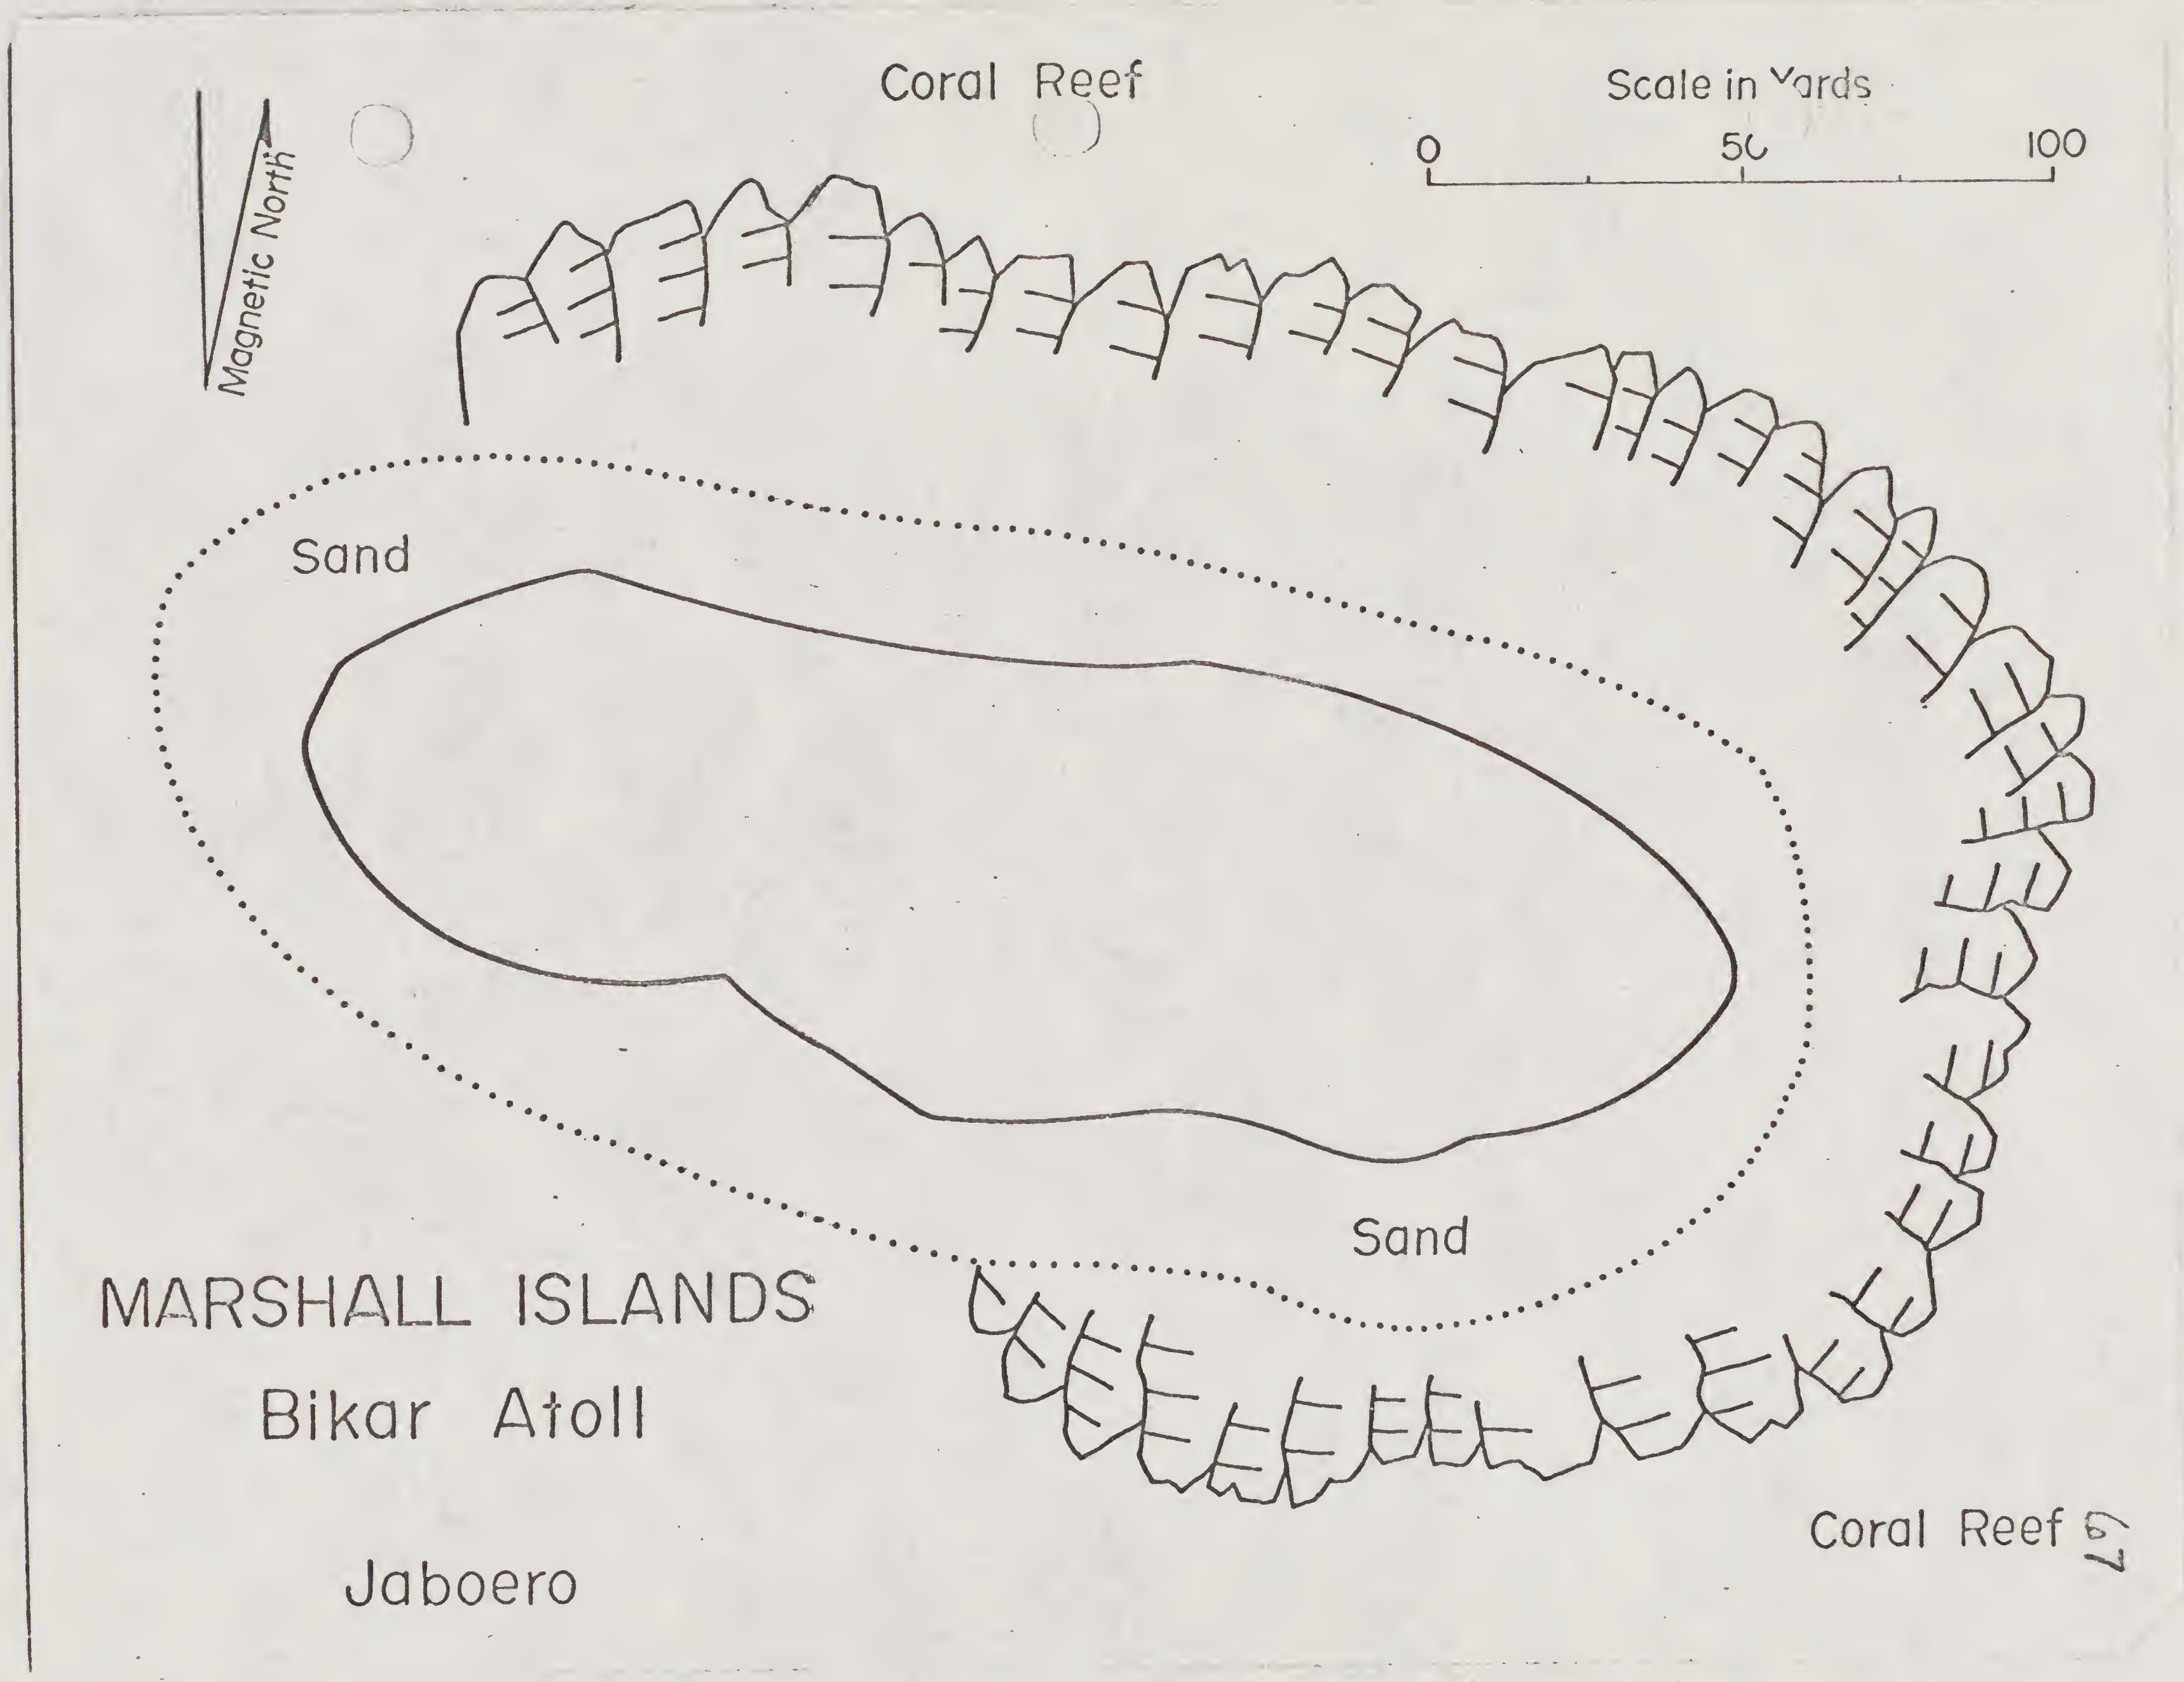 Coral Reef
Scale in Yards
0 50 100
Magnetic North
Sand
Sand
MARSHALL ISLANDS
Bikar Atoll
Jaboero
Coral Reef
67